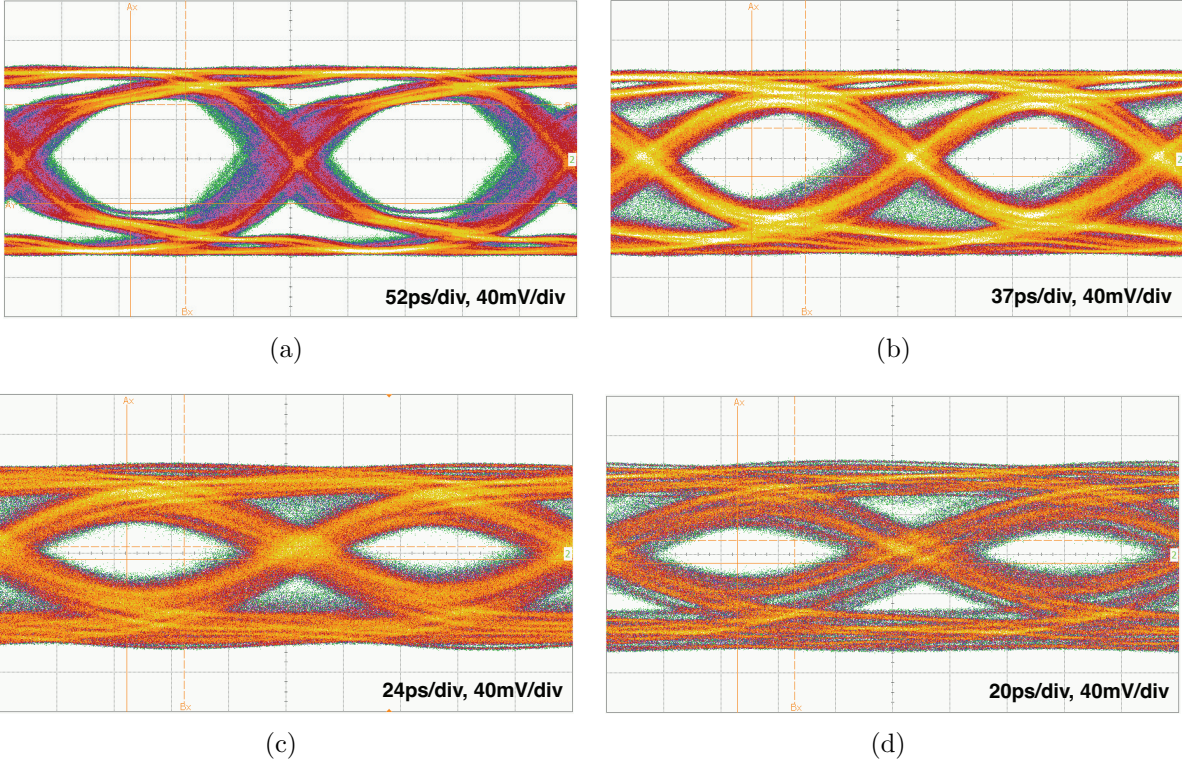 Ax
2
Bx
52ps/div, 40mV/div
(a)
Ax
2
Bx
37ps/div, 40mV/div
(b)
Ax
2
Bx
24ps/div, 40mV/div
(c)
Ax
2
Bx
20ps/div, 40mV/div
(d)